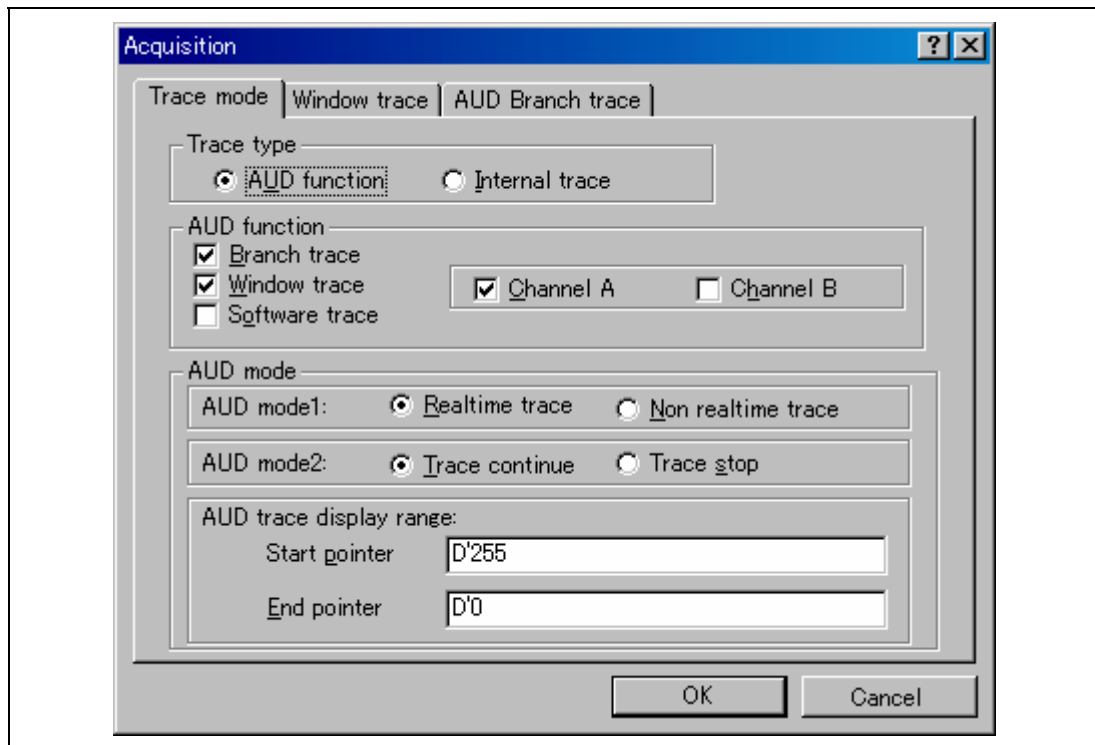 Acquisition
Trace mode Window trace AUD Branch trace
Trace type
AUD function Internal trace
AUD function
Branch trace
Window trace Channel A Channel B
Software trace
AUD mode
AUD mode1: Realtime trace Non realtime trace
AUD mode2: Trace continue Trace stop
AUD trace display range:
Start pointer D'255
End pointer D'0
OK Cancel